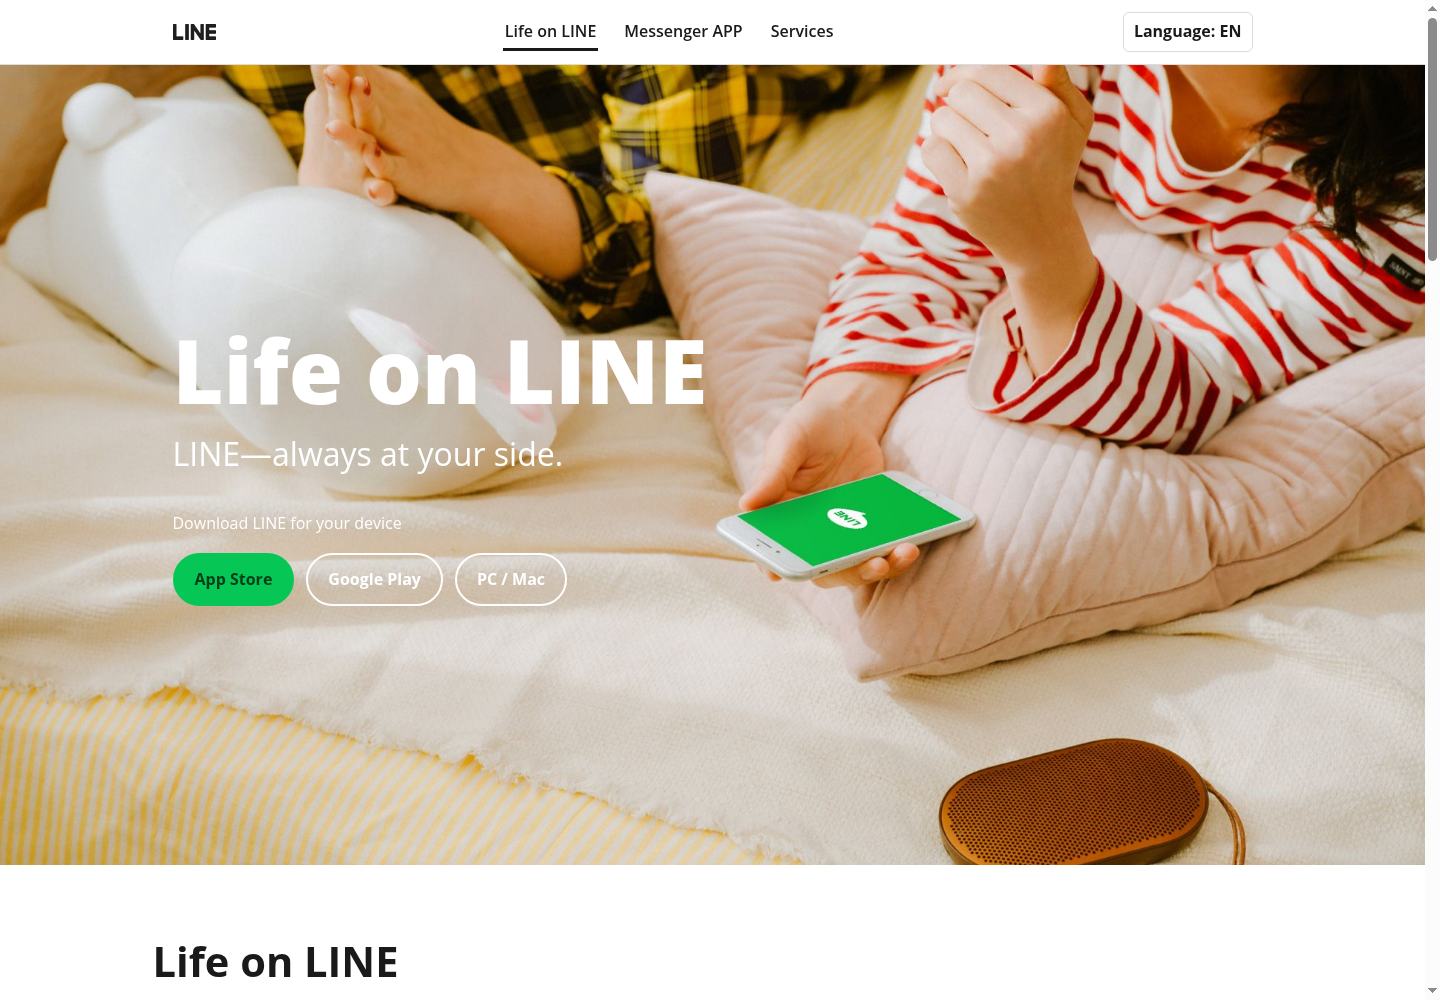 LINE
Life on LINE
Messenger APP
Services
Language: EN
Life on LINE
LINE—always at your side.
Download LINE for your device
App Store
Google Play
PC / Mac
LINE
Life on LINE